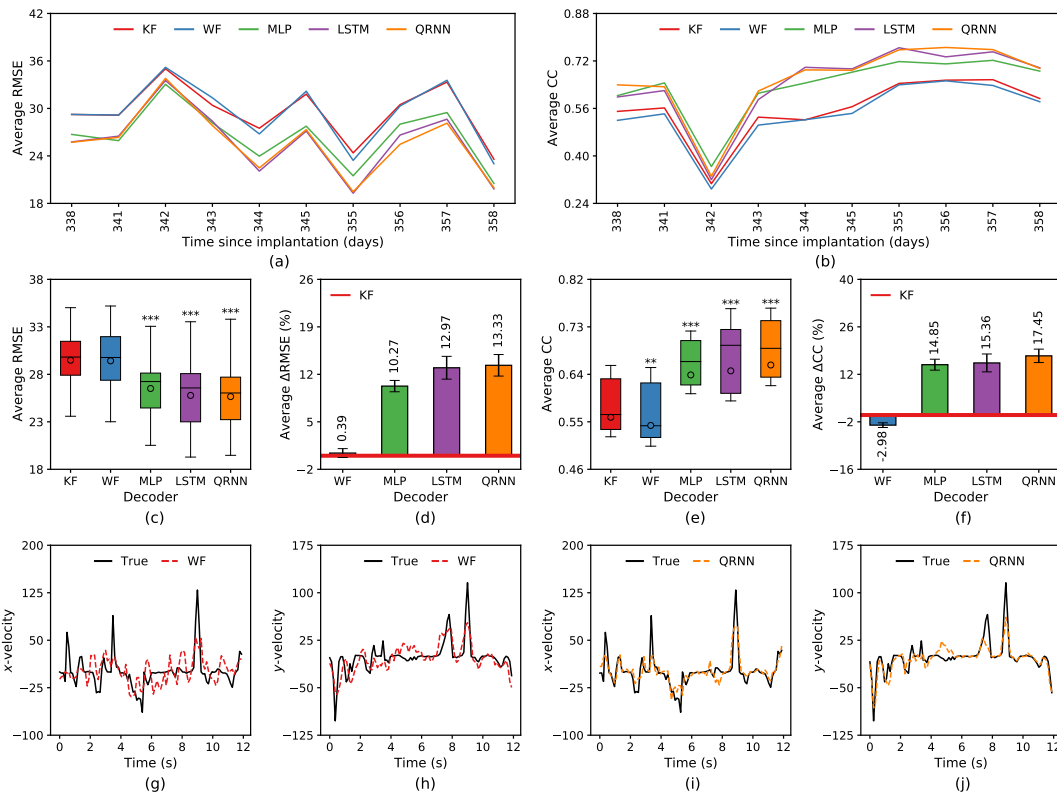 42
36
30
24
18
Average RMSE
KF WF MLP LSTM QRNN
338 341 342 343 344 345 355 356 357 358
Time since implantation (days)
(a)
0.88
0.72
0.56
0.40
0.24
Average CC
KF WF MLP LSTM QRNN
338 341 342 343 344 345 355 356 357 358
Time since implantation (days)
(b)
38
33
28
23
18
Average RMSE
*** *** ***
KF WF MLP LSTM QRNN
Decoder
(c)
26
19
12
5
−2
Average ΔRMSE (%)
KF
0.39 10.27 12.97 13.33
WF MLP LSTM QRNN
Decoder
(d)
0.82
0.73
0.64
0.55
0.46
Average CC
** *** *** ***
KF WF MLP LSTM QRNN
Decoder
(e)
40
26
12
−2
−16
Average ΔCC (%)
KF
-2.98 14.85 15.36 17.45
WF MLP LSTM QRNN
Decoder
(f)
200
125
50
−25
−100
x-velocity
True WF
0 2 4 6 8 10 12
Time (s)
(g)
175
100
25
−50
−125
y-velocity
True WF
0 2 4 6 8 10 12
Time (s)
(h)
200
125
50
−25
−100
x-velocity
True QRNN
0 2 4 6 8 10 12
Time (s)
(i)
175
100
25
−50
−125
y-velocity
True QRNN
0 2 4 6 8 10 12
Time (s)
(j)